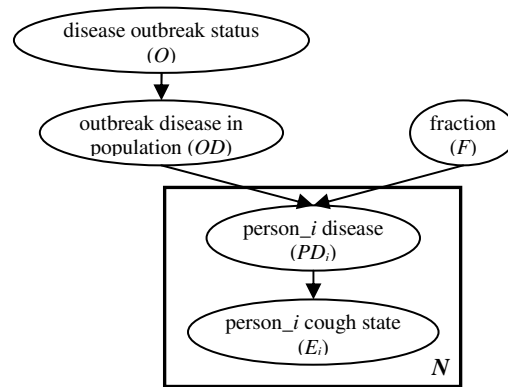 disease outbreak status
(O)
outbreak disease in
population (OD)
fraction
(F)
person_i disease
(PDi)
person_i cough state
(Ei)
N